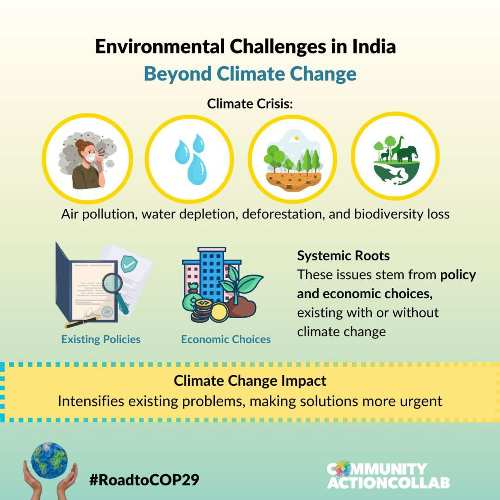 Environmental Challenges in India
Beyond Climate Change
Climate Crisis:
Air pollution, water depletion, deforestation, and biodiversity loss
Systemic Roots
These issues stem from policy
and economic choices,
existing with or without
climate change
Existing Policies
Economic Choices
Climate Change Impact
Intensifies existing problems, making solutions more urgent
#RoadtoCOP29
COMMUNITY
ACTIONCOLLAB